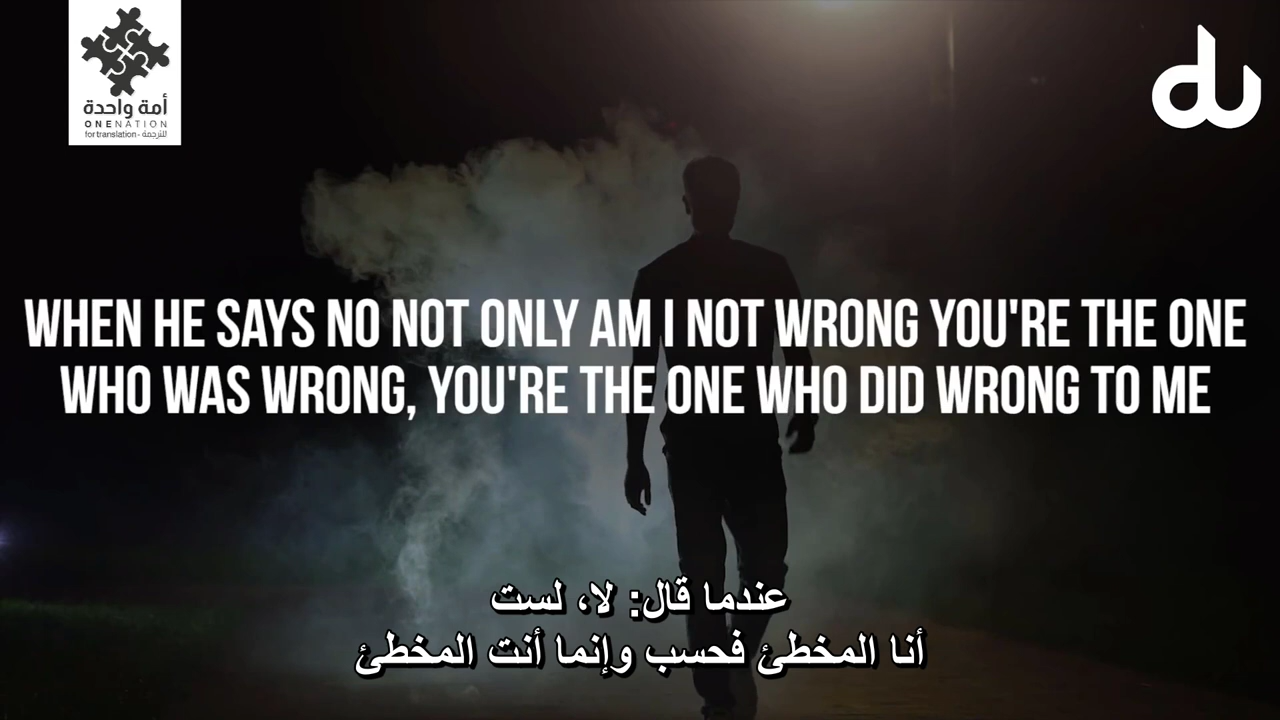 أمة واحدة
ONENATION
for translation - للترجمة
du
WHEN HE SAYS NO NOT ONLY AM I NOT WRONG YOU'RE THE ONE
WHO WAS WRONG, YOU'RE THE ONE WHO DID WRONG TO ME
عندما قال: لا، لست
أنا المخطئ فحسب وإنما أنت المخطئ